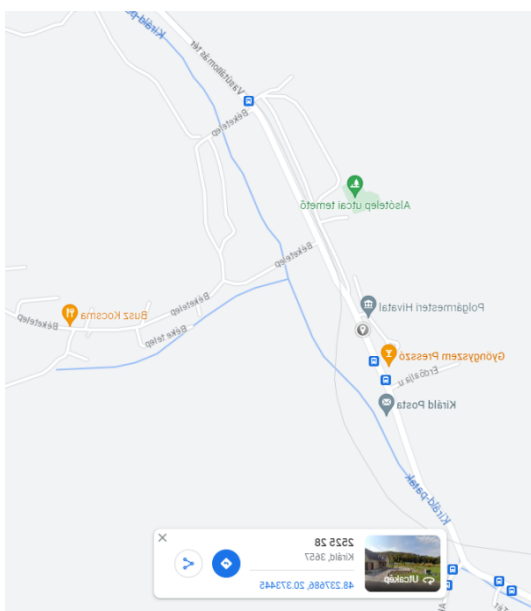 Királd-patak
Vasútállomás tér
Béketelep
Alsótelep utcai temető
Béketelep
Polgármesteri Hivatal
Béketelep
Busz Kocsma
Béketelep
Béke telep
Gyöngyszem Presszó
Erdőalja u.
Királd Posta
Királd-patak
2525 28
Királd, 3657
48.237686, 20.373445
Utcakép